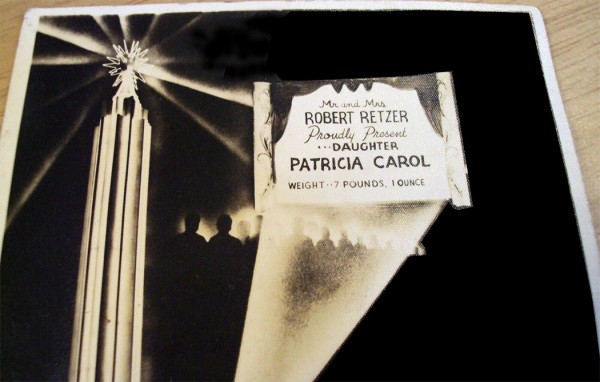 Mr and Mrs
ROBERT RETZER
Proudly Present
...DAUGHTER
PATRICIA CAROL
WEIGHT··7 POUNDS, 1 OUNCE